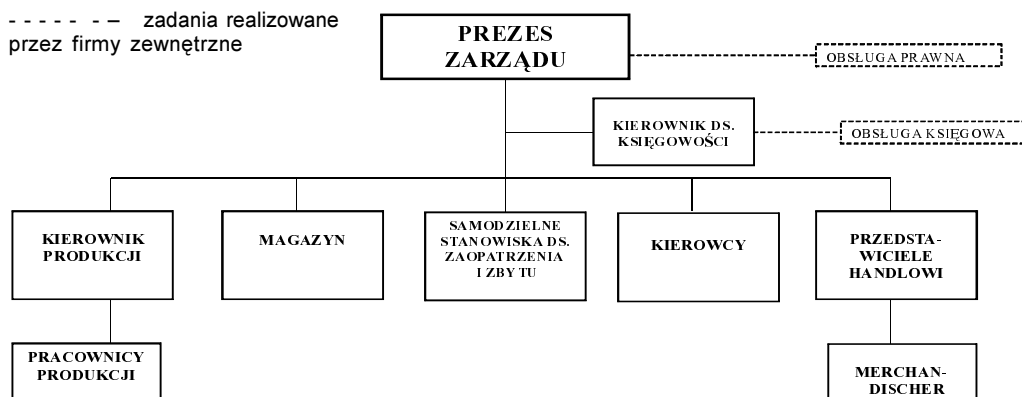 - - - - - - – zadania realizowane
przez firmy zewnętrzne
PREZES
ZARZĄDU
OBSŁUGA PRAWNA
KIEROWNIK DS.
KSIĘGOWOŚCI
OBSŁUGA KSIĘGOWA
KIEROWNIK
PRODUKCJI
MAGAZYN
SAMODZIELNE
STANOWISKA DS.
ZAOPATRZENIA
I ZBYTU
KIEROWCY
PRZEDSTA-
WICIELE
HANDLOWI
PRACOWNICY
PRODUKCJI
MERCHAN-
DISCHER